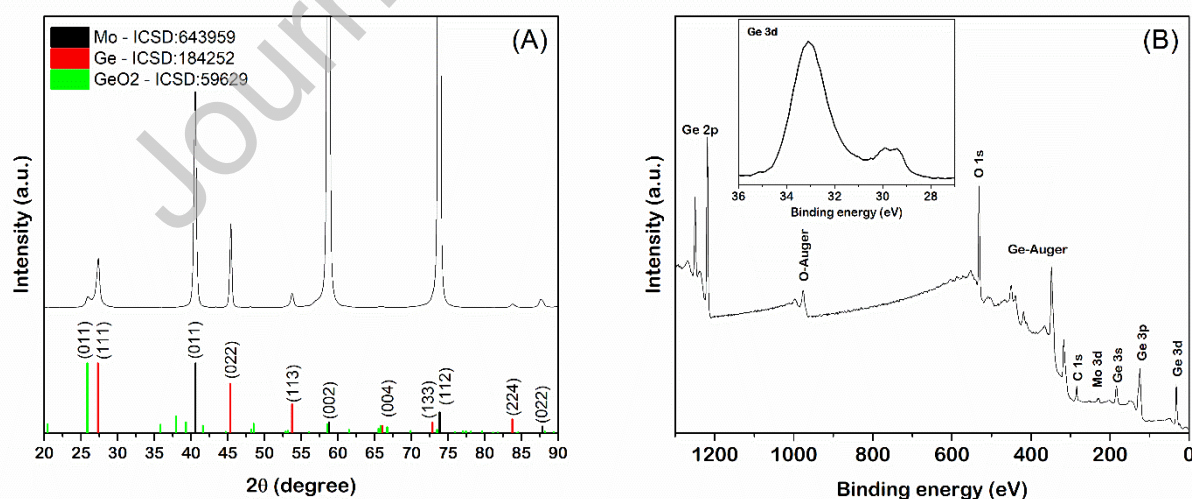 Journ
Mo - ICSD:643959
Ge - ICSD:184252
GeO2 - ICSD:59629
(A)
Intensity (a.u.)
(011)
(111)
(011)
(022)
(113)
(002)
(004)
(133)
(112)
(224)
(022)
20 25 30 35 40 45 50 55 60 65 70 75 80 85 90
2θ (degree)
(B)
Ge 3d
36 34 32 30 28
Binding energy (eV)
Intensity (a.u.)
Ge 2p
O-Auger
O 1s
Ge-Auger
C 1s
Mo 3d
Ge 3s
Ge 3p
Ge 3d
1200 1000 800 600 400 200 0
Binding energy (eV)